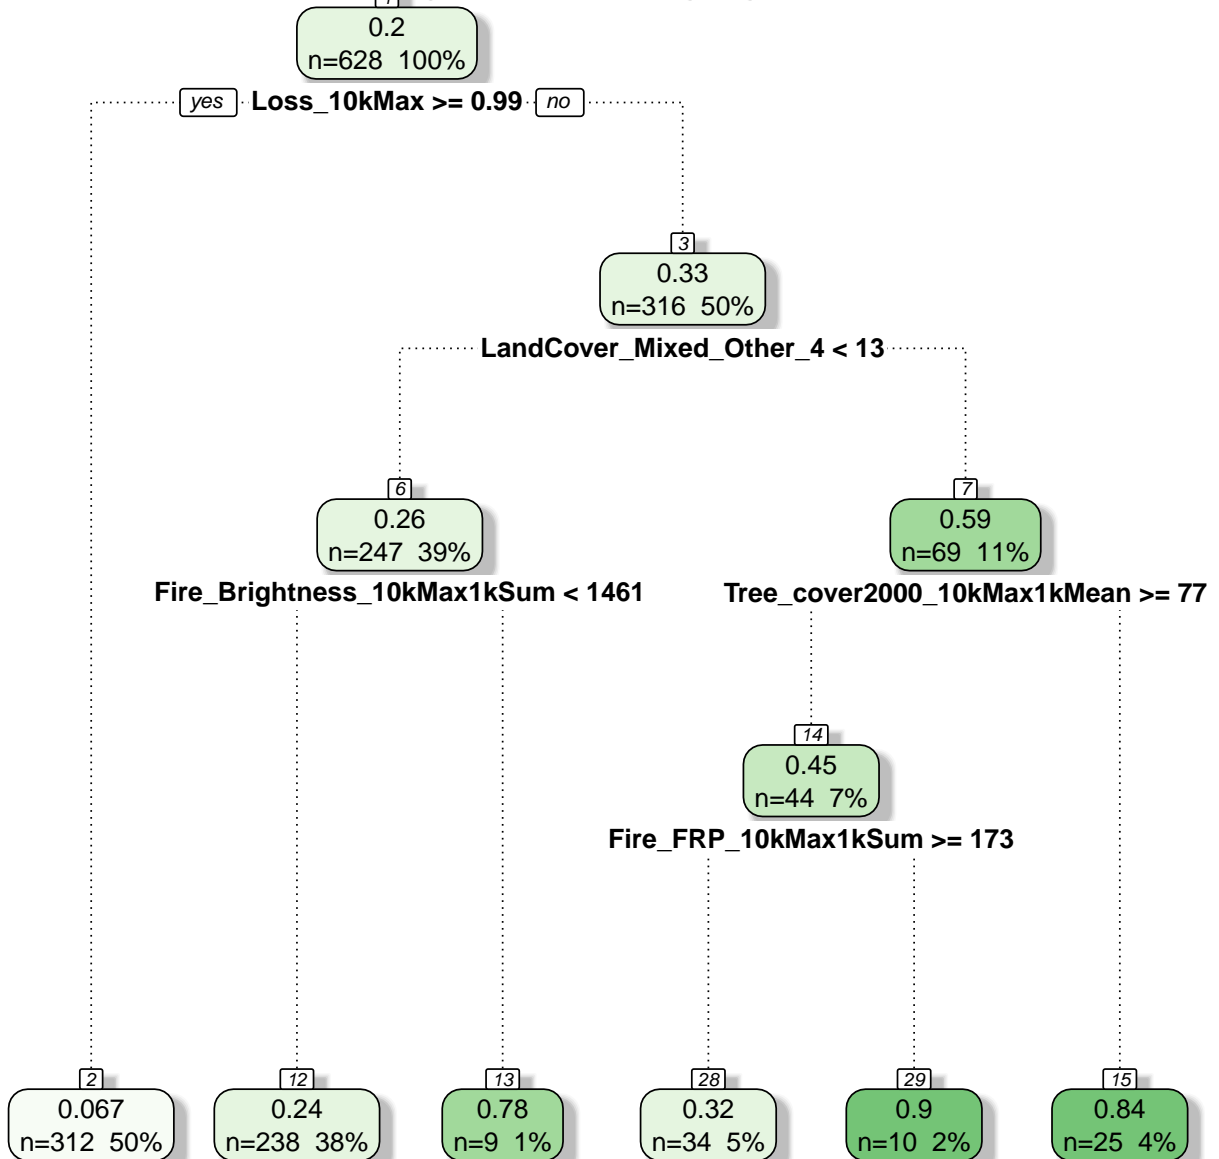 0.2
n=628 100%
yes Loss_10kMax >= 0.99 no
3
0.33
n=316 50%
LandCover_Mixed_Other_4 < 13
6
0.26
n=247 39%
Fire_Brightness_10kMax1kSum < 1461
7
0.59
n=69 11%
Tree_cover2000_10kMax1kMean >= 77
14
0.45
n=44 7%
Fire_FRP_10kMax1kSum >= 173
2
0.067
n=312 50%
12
0.24
n=238 38%
13
0.78
n=9 1%
28
0.32
n=34 5%
29
0.9
n=10 2%
15
0.84
n=25 4%